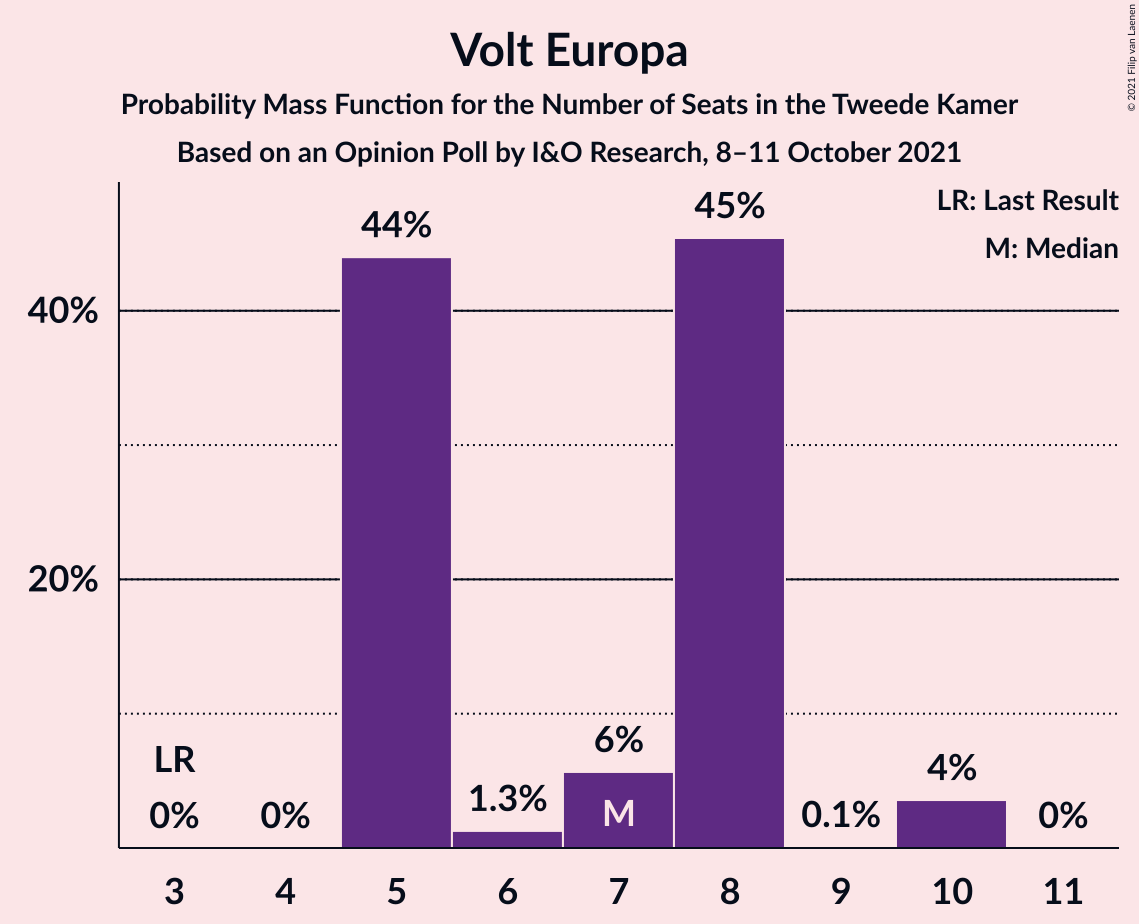 Volt Europa
Probability Mass Function for the Number of Seats in the Tweede Kamer
Based on an Opinion Poll by I&O Research, 8–11 October 2021
© 2021 Filip van Laenen
LR: Last Result
M: Median
45%
44%
40%
20%
6%
LR
4%
1.3%
M
0%
0%
0.1%
0%
3
4
5
6
7
8
9
10
11